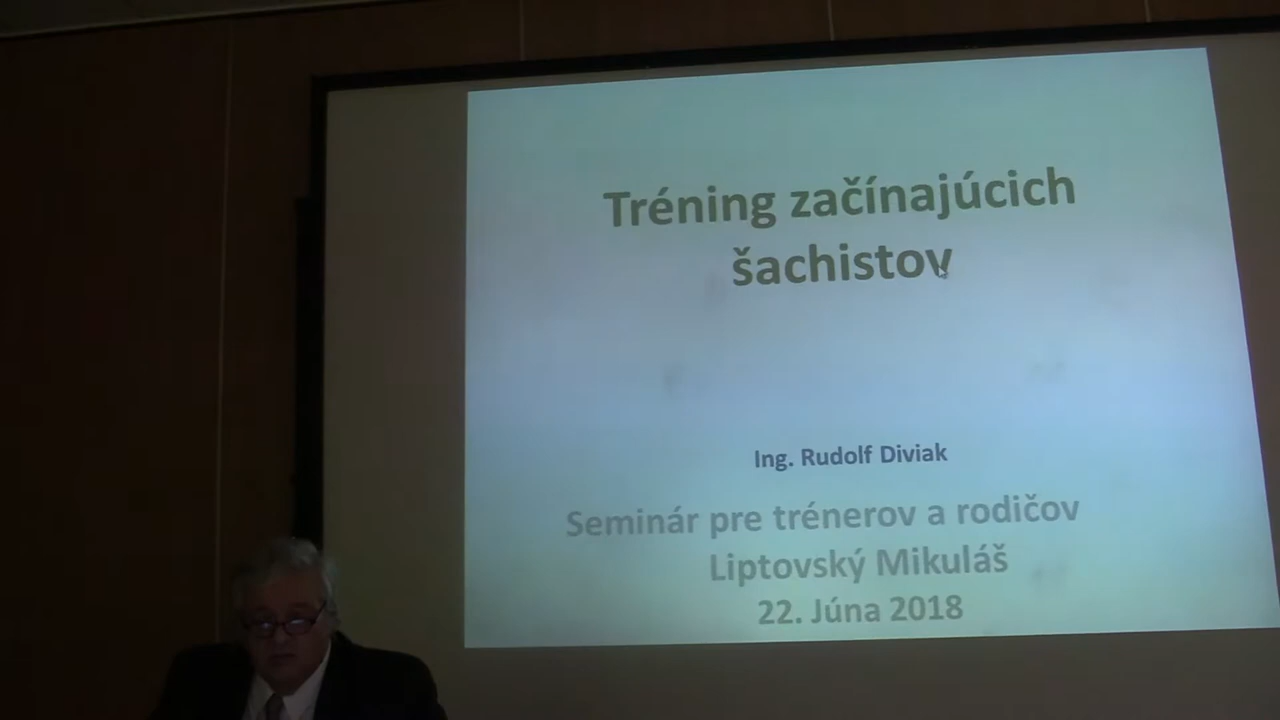 Tréning začínajúcich
šachistov
Ing. Rudolf Diviak
Seminár pre trénerov a rodičov
Liptovský Mikuláš
22. Júna 2018